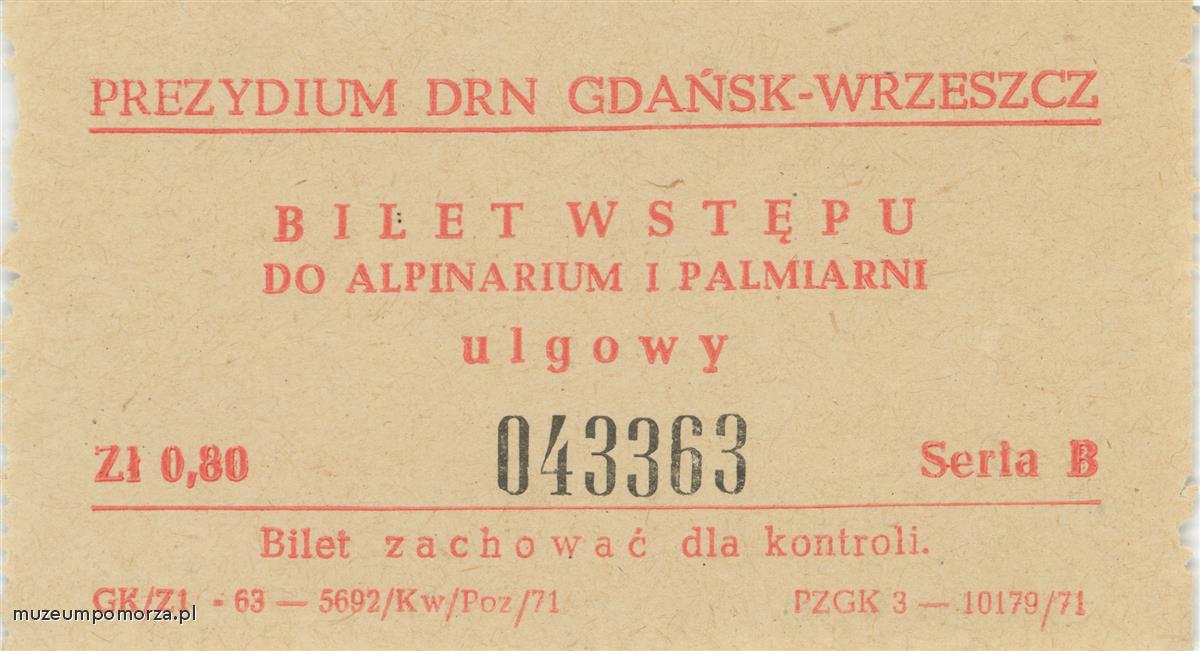 PREZYDIUM DRN GDAŃSK-WRZESZCZ
BILET WSTĘPU
DO ALPINARIUM I PALMIARNI
ulgowy
Zł 0,80 043363 Seria B
Bilet zachować dla kontroli.
GK/Z1 - 63 — 5692/Kw/Poz/71 PZGK 3 — 10179/71
muzeumpomorza.pl